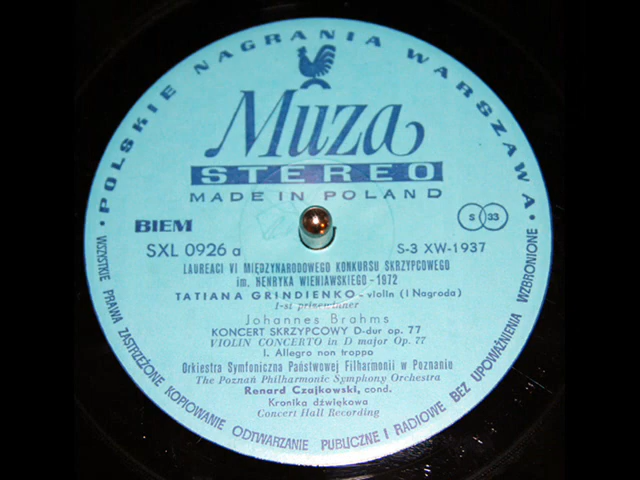 • POLSKIE NAGRANIA WARSZAWA •
Muza
STEREO
MADE IN POLAND
BIEM
S 33
SXL 0926 a
S-3 XW-1937
LAUREACI VI MIĘDZYNARODOWEGO KONKURSU SKRZYPCOWEGO
im. HENRYKA WIENIAWSKIEGO - 1972
TATIANA GRINDIENKO - violin (I Nagroda)
1-st prizewinner
Johannes Brahms
KONCERT SKRZYPCOWY D-dur op. 77
VIOLIN CONCERTO in D major Op. 77
1. Allegro non troppa
Orkiestra Symfoniczna Państwowej Filharmonii w Poznaniu
The Poznań Philharmonic Symphony Orchestra
Renard Czajkowski, cond.
Kronika dźwiękowa
Concert Hall Recording
WSZYSTKIE PRAWA ZASTRZEŻONE KOPIOWANIE ODTWARZANIE PUBLICZNE I RADIOWE BEZ UPOWAŻNIENIA WZBRONIONE